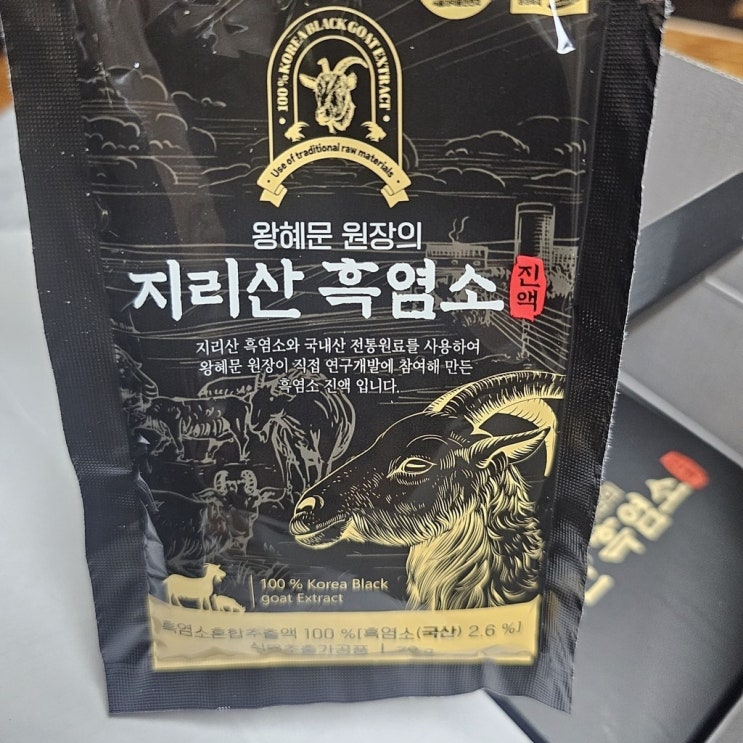 100% KOREA BLACK GOAT EXTRACT
Use of traditional raw materials
왕혜문 원장의
지리산 흑염소 진액
지리산 흑염소와 국내산 전통원료를 사용하여
왕혜문 원장이 직접 연구개발에 참여해 만든
흑염소 진액 입니다.
100 % Korea Black
goat Extract
흑염소혼합추출액 100 %[흑염소(국산) 2.6 %]
흑염소